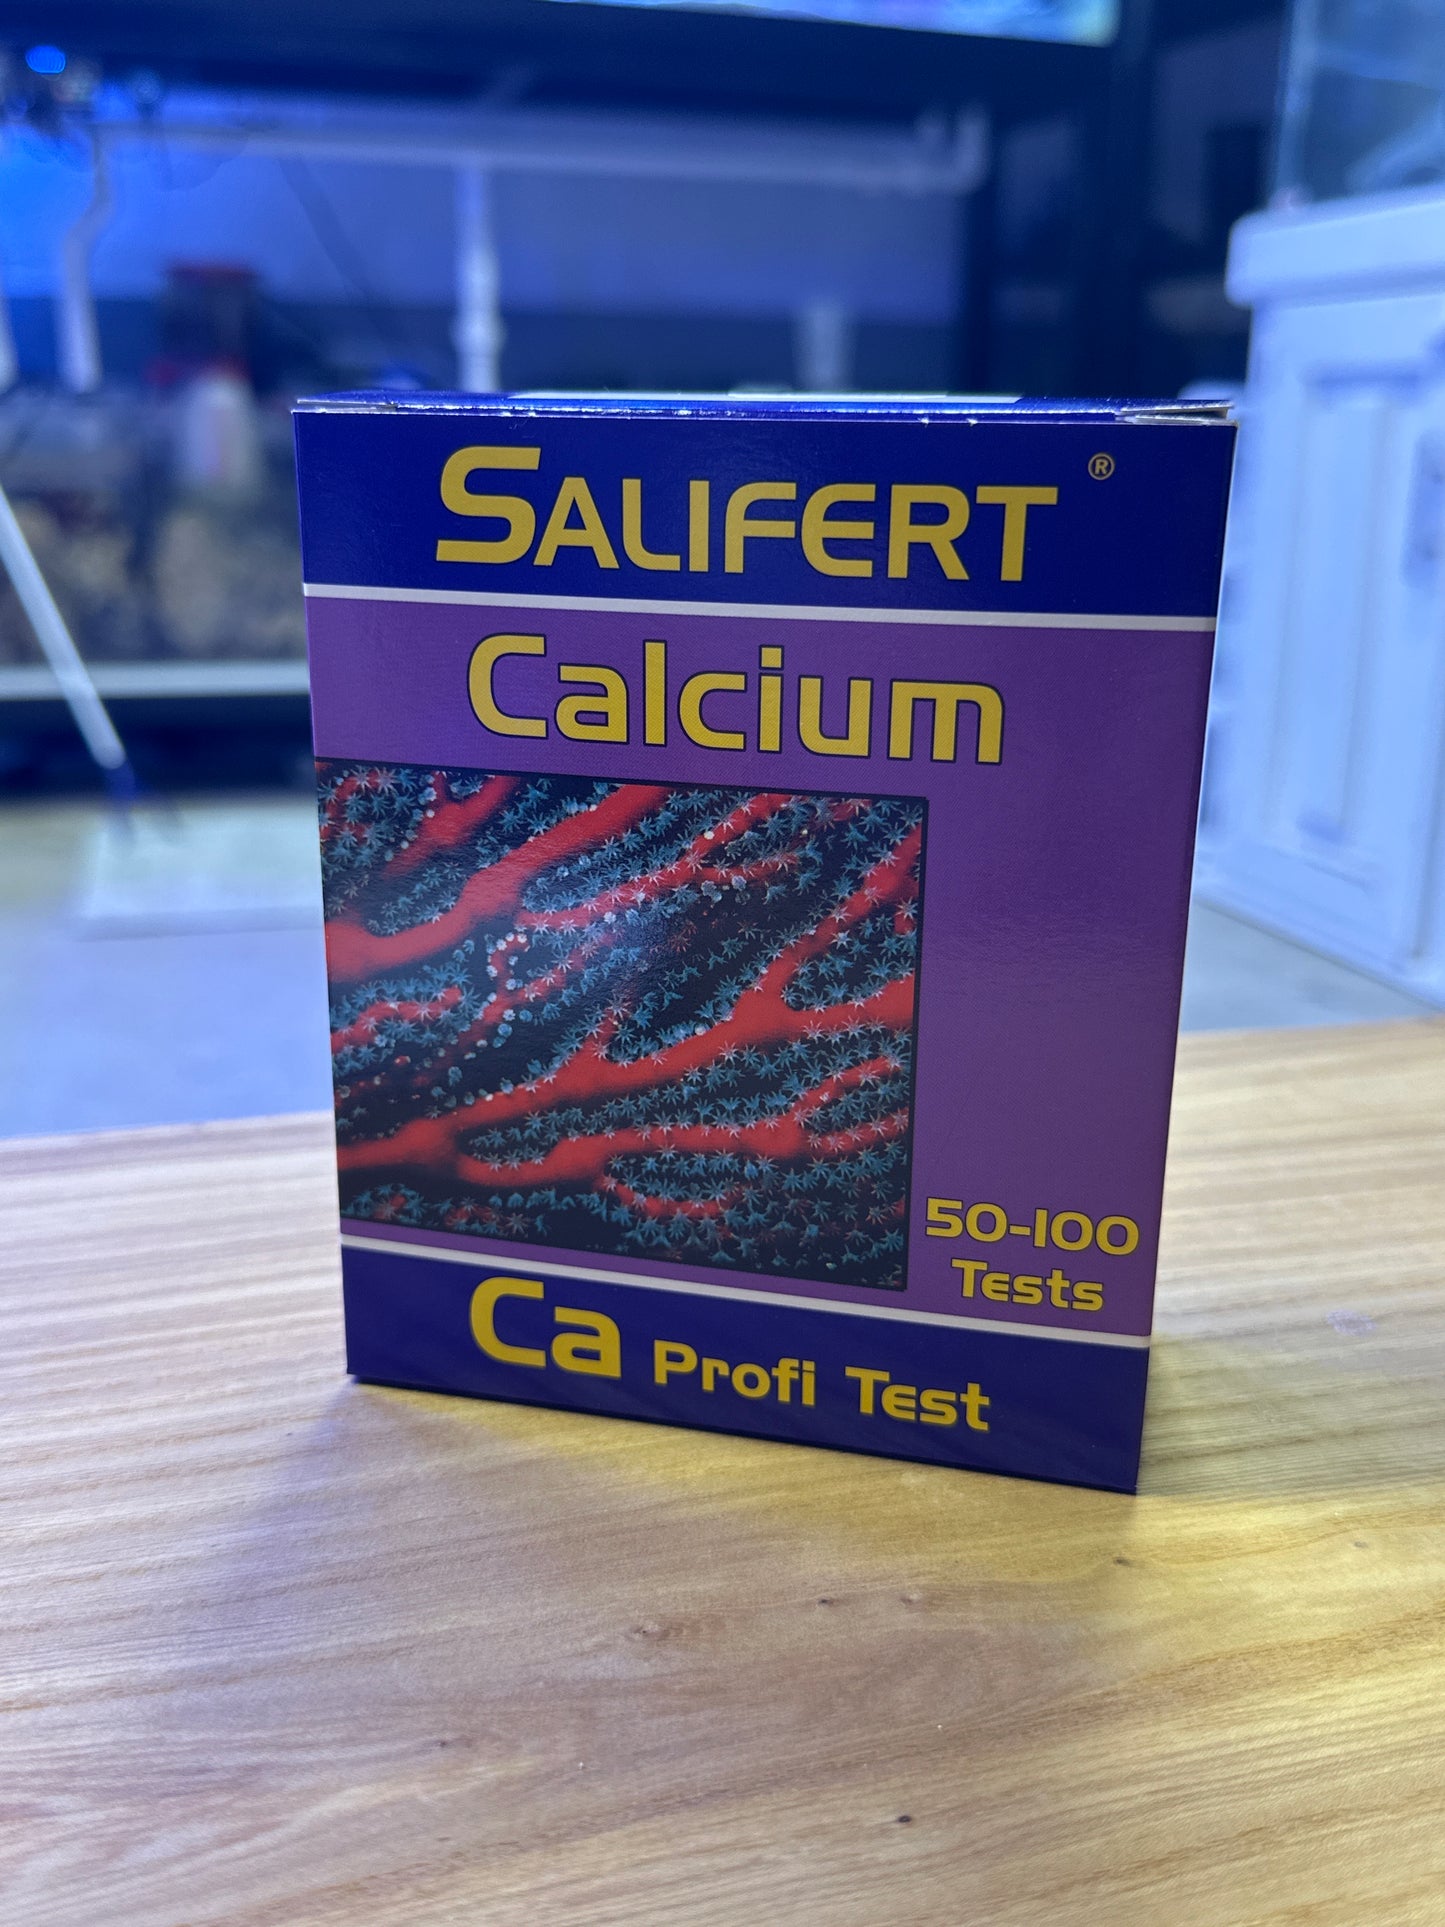 SALIFERT ®
Calcium
50-100
Tests
Ca Profi Test